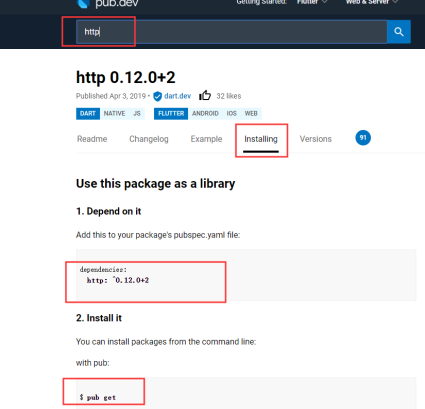 pub.dev
Getting Started: Flutter Web & Server
http
http 0.12.0+2
Published Apr 3, 2019 • dart.dev 32 likes
DART NATIVE JS FLUTTER ANDROID IOS WEB
Readme Changelog Example Installing Versions 91
Use this package as a library
1. Depend on it
Add this to your package's pubspec.yaml file:
dependencies:
http: ^0.12.0+2
2. Install it
You can install packages from the command line:
with pub:
$ pub get